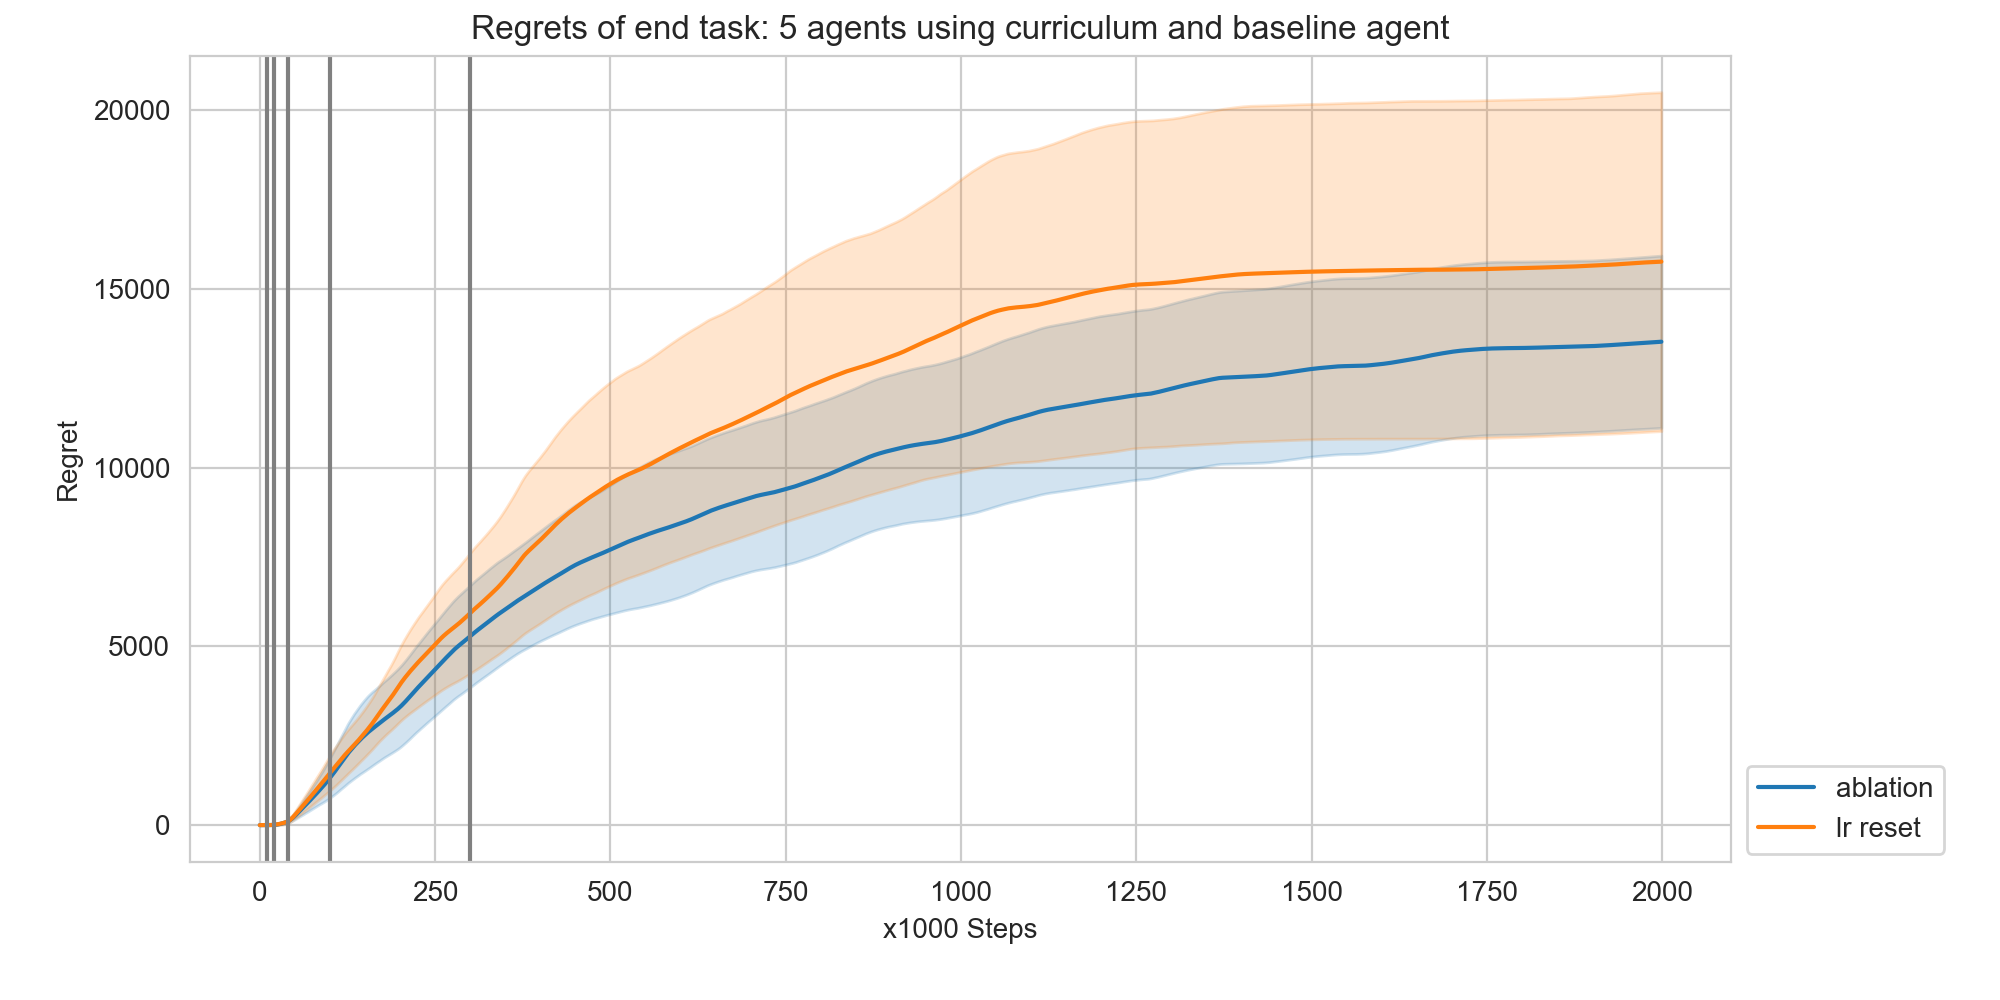 Regrets of end task: 5 agents using curriculum and baseline agent
20000
15000
10000
5000
0
Regret
0 250 500 750 1000 1250 1500 1750 2000
x1000 Steps
ablation
lr reset